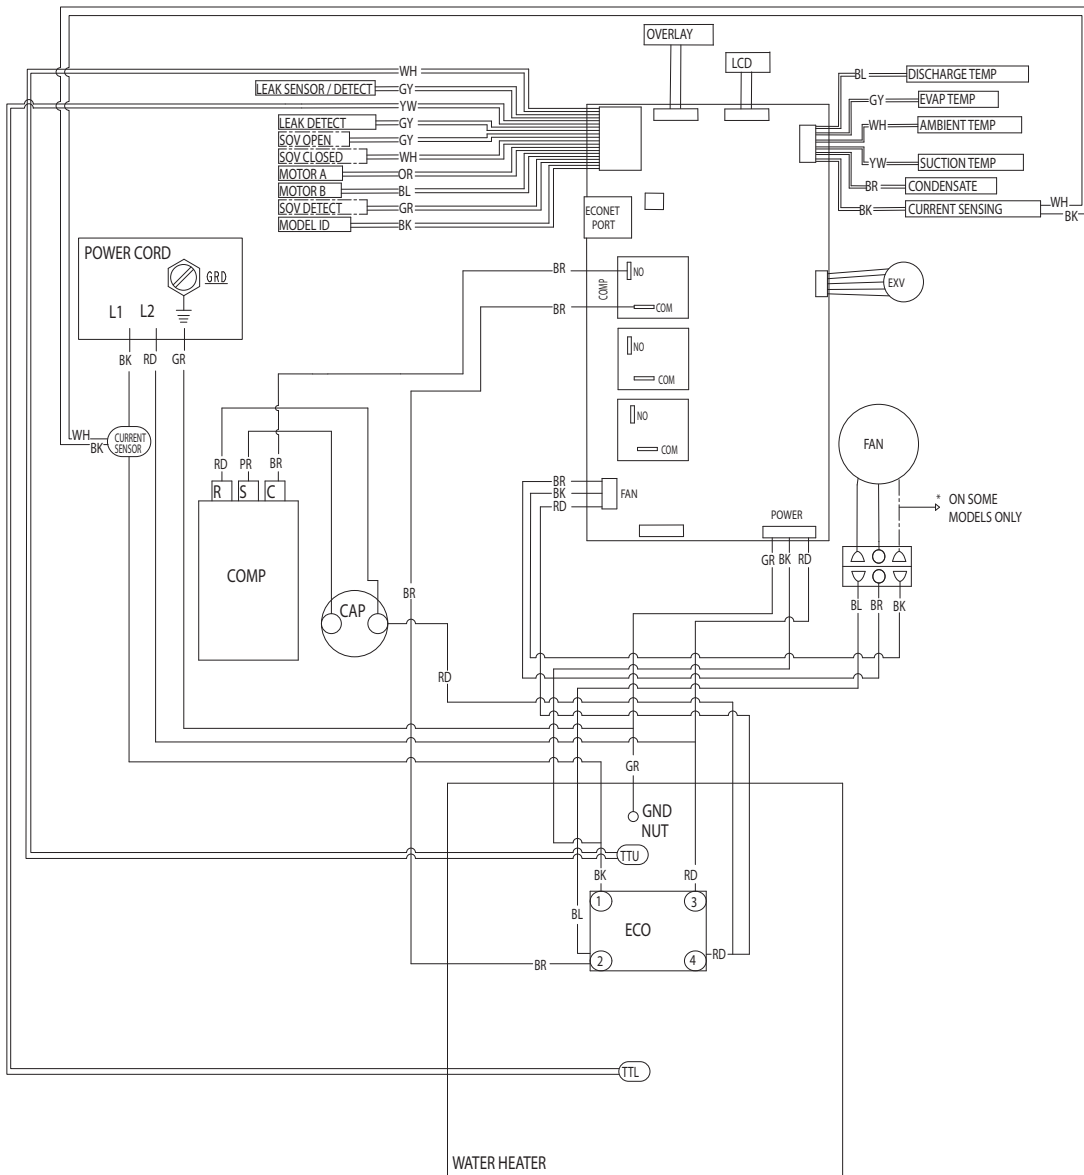 OVERLAY
LCD
WH
LEAK SENSOR / DETECT
GY
YW
LEAK DETECT
GY
SOV OPEN
GY
SOV CLOSED
WH
MOTOR A
OR
MOTOR B
BL
SOV DETECT
GR
MODEL ID
BK
BL
DISCHARGE TEMP
GY
EVAP TEMP
WH
AMBIENT TEMP
YW
SUCTION TEMP
BR
CONDENSATE
BK
CURRENT SENSING
WH
BK
ECONET
PORT
POWER CORD
GRD
L1
L2
BK
RD
GR
BR
COMP
NO
BR
COM
NO
COM
NO
COM
EXV
WH
BK
CURRENT
SENSOR
RD
PR
BR
R
S
C
COMP
CAP
BR
RD
BR
BK
RD
FAN
POWER
GR
BK
RD
FAN
* ON SOME
MODELS ONLY
BL
BR
BK
GR
GND
NUT
TTU
BK
RD
BL
1
3
ECO
2
4
RD
BR
TTL
WATER HEATER